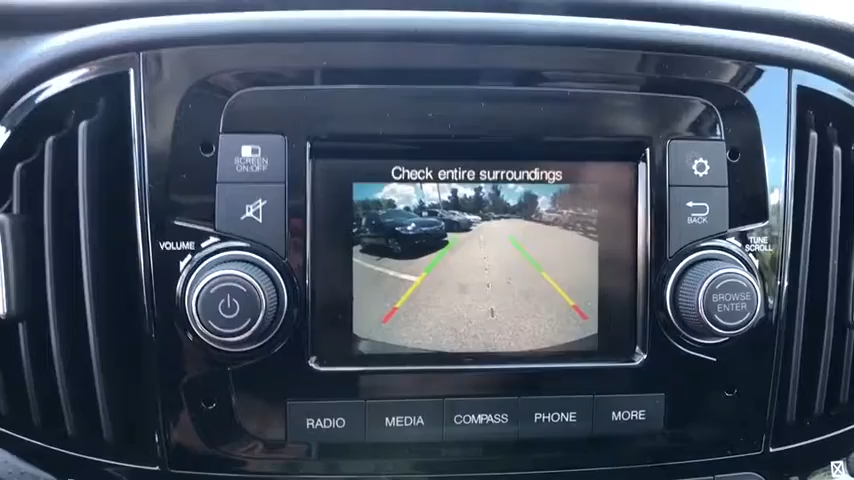 Check entire surroundings
SCREEN
ON/OFF
BACK
VOLUME
TUNE
SCROLL
BROWSE
ENTER
RADIO
MEDIA
COMPASS
PHONE
MORE